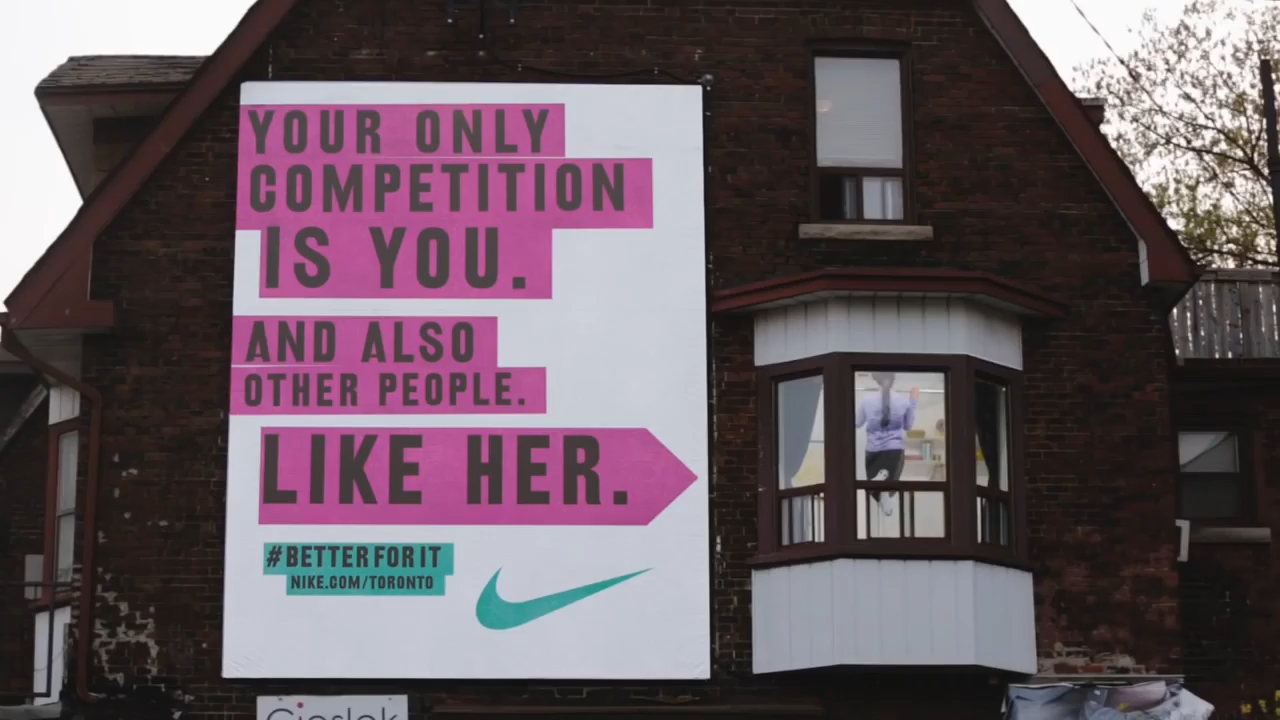 YOUR ONLY
COMPETITION
IS YOU.
AND ALSO
OTHER PEOPLE.
LIKE HER.
#BETTERFORIT
NIKE.COM/TORONTO